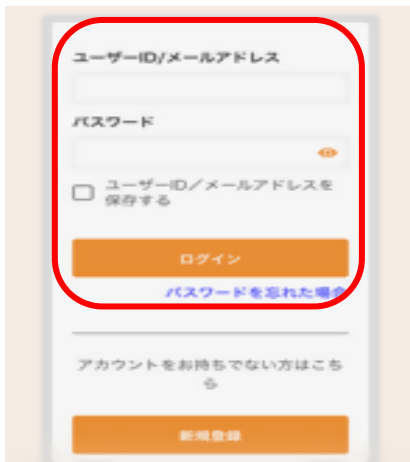 ユーザーID/メールアドレス
パスワード
ユーザーID/メールアドレスを
保存する
ログイン
パスワードを忘れた場合
アカウントをお持ちでない方はこち
ら
新規登録